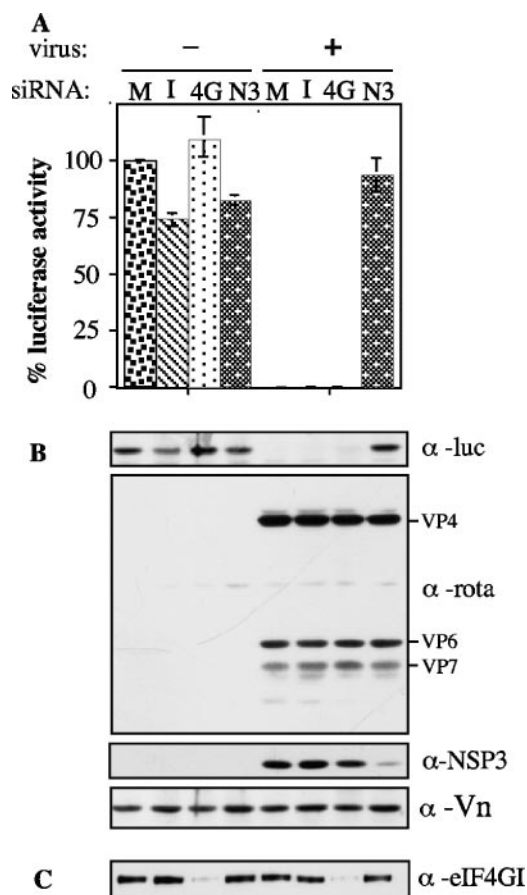 A
virus: − +
siRNA: M I 4G N3 M I 4G N3
% luciferase activity
100
75
50
25
0
B
α -luc
VP4
α -rota
VP6
VP7
α-NSP3
α -Vn
C
α -eIF4GI